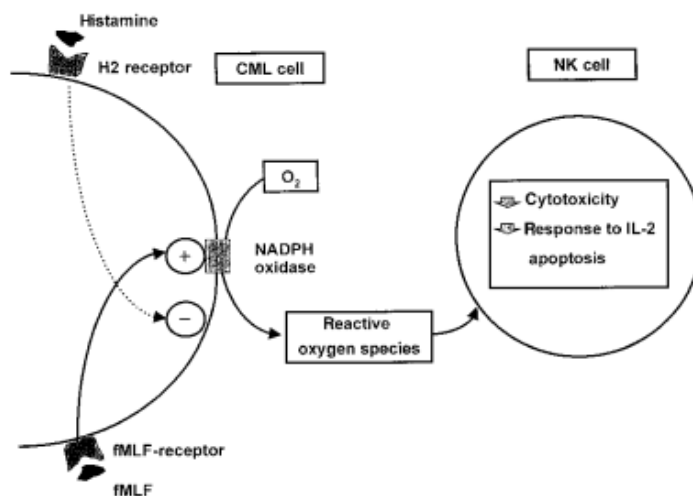 Histamine
H2 receptor
CML cell
NK cell
O2
Cytotoxicity
Response to IL-2
apoptosis
+
NADPH
oxidase
−
Reactive
oxygen species
fMLF-receptor
fMLF